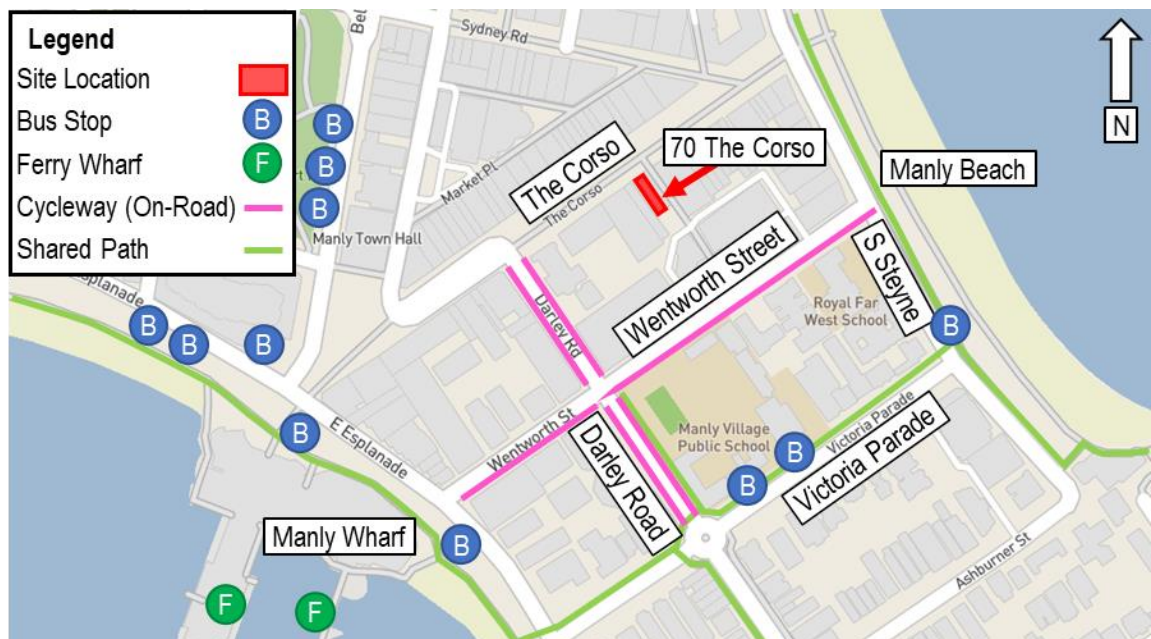 Legend
Site Location
Bus Stop
B
Ferry Wharf
F
Cycleway (On-Road)
Shared Path
Bel
Sydney Rd
N
B
B
B
Market Pl
The Corso
The Corso
70 The Corso
Manly Beach
Manly Town Hall
Esplanade
Darley Rd
Wentworth Street
S Steyne
Royal Far
West School
B
B
B
B
B
E Esplanade
Wentworth St
Darley Road
Manly Village
Public School
Victoria Parade
Victoria Parade
B
B
Manly Wharf
B
Ashburner St
F
F